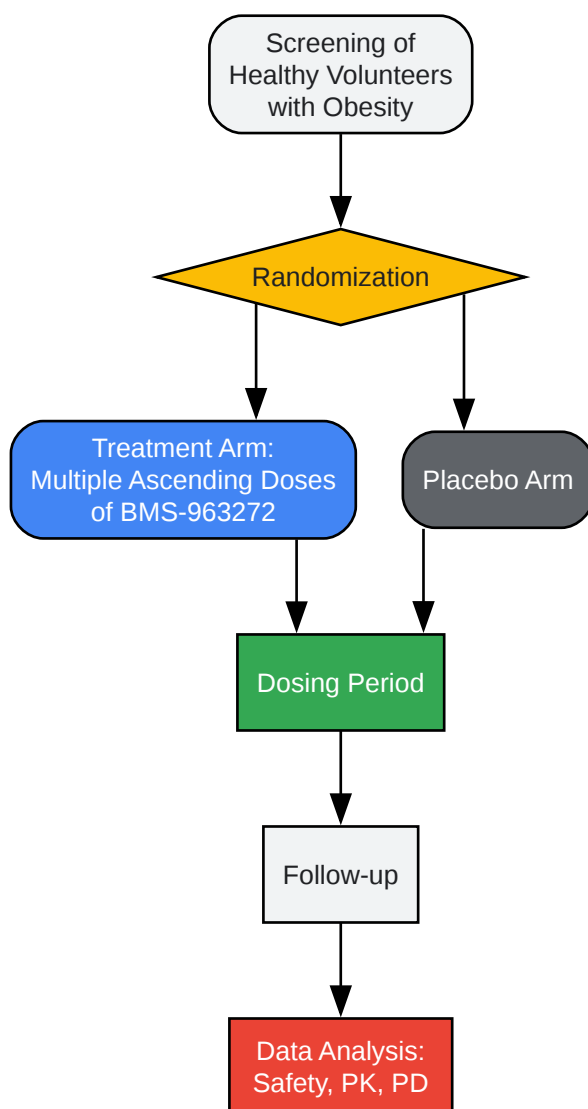 Screening of
Healthy Volunteers
with Obesity
Randomization
Treatment Arm:
Multiple Ascending Doses
of BMS-963272
Placebo Arm
Dosing Period
Follow-up
Data Analysis:
Safety, PK, PD